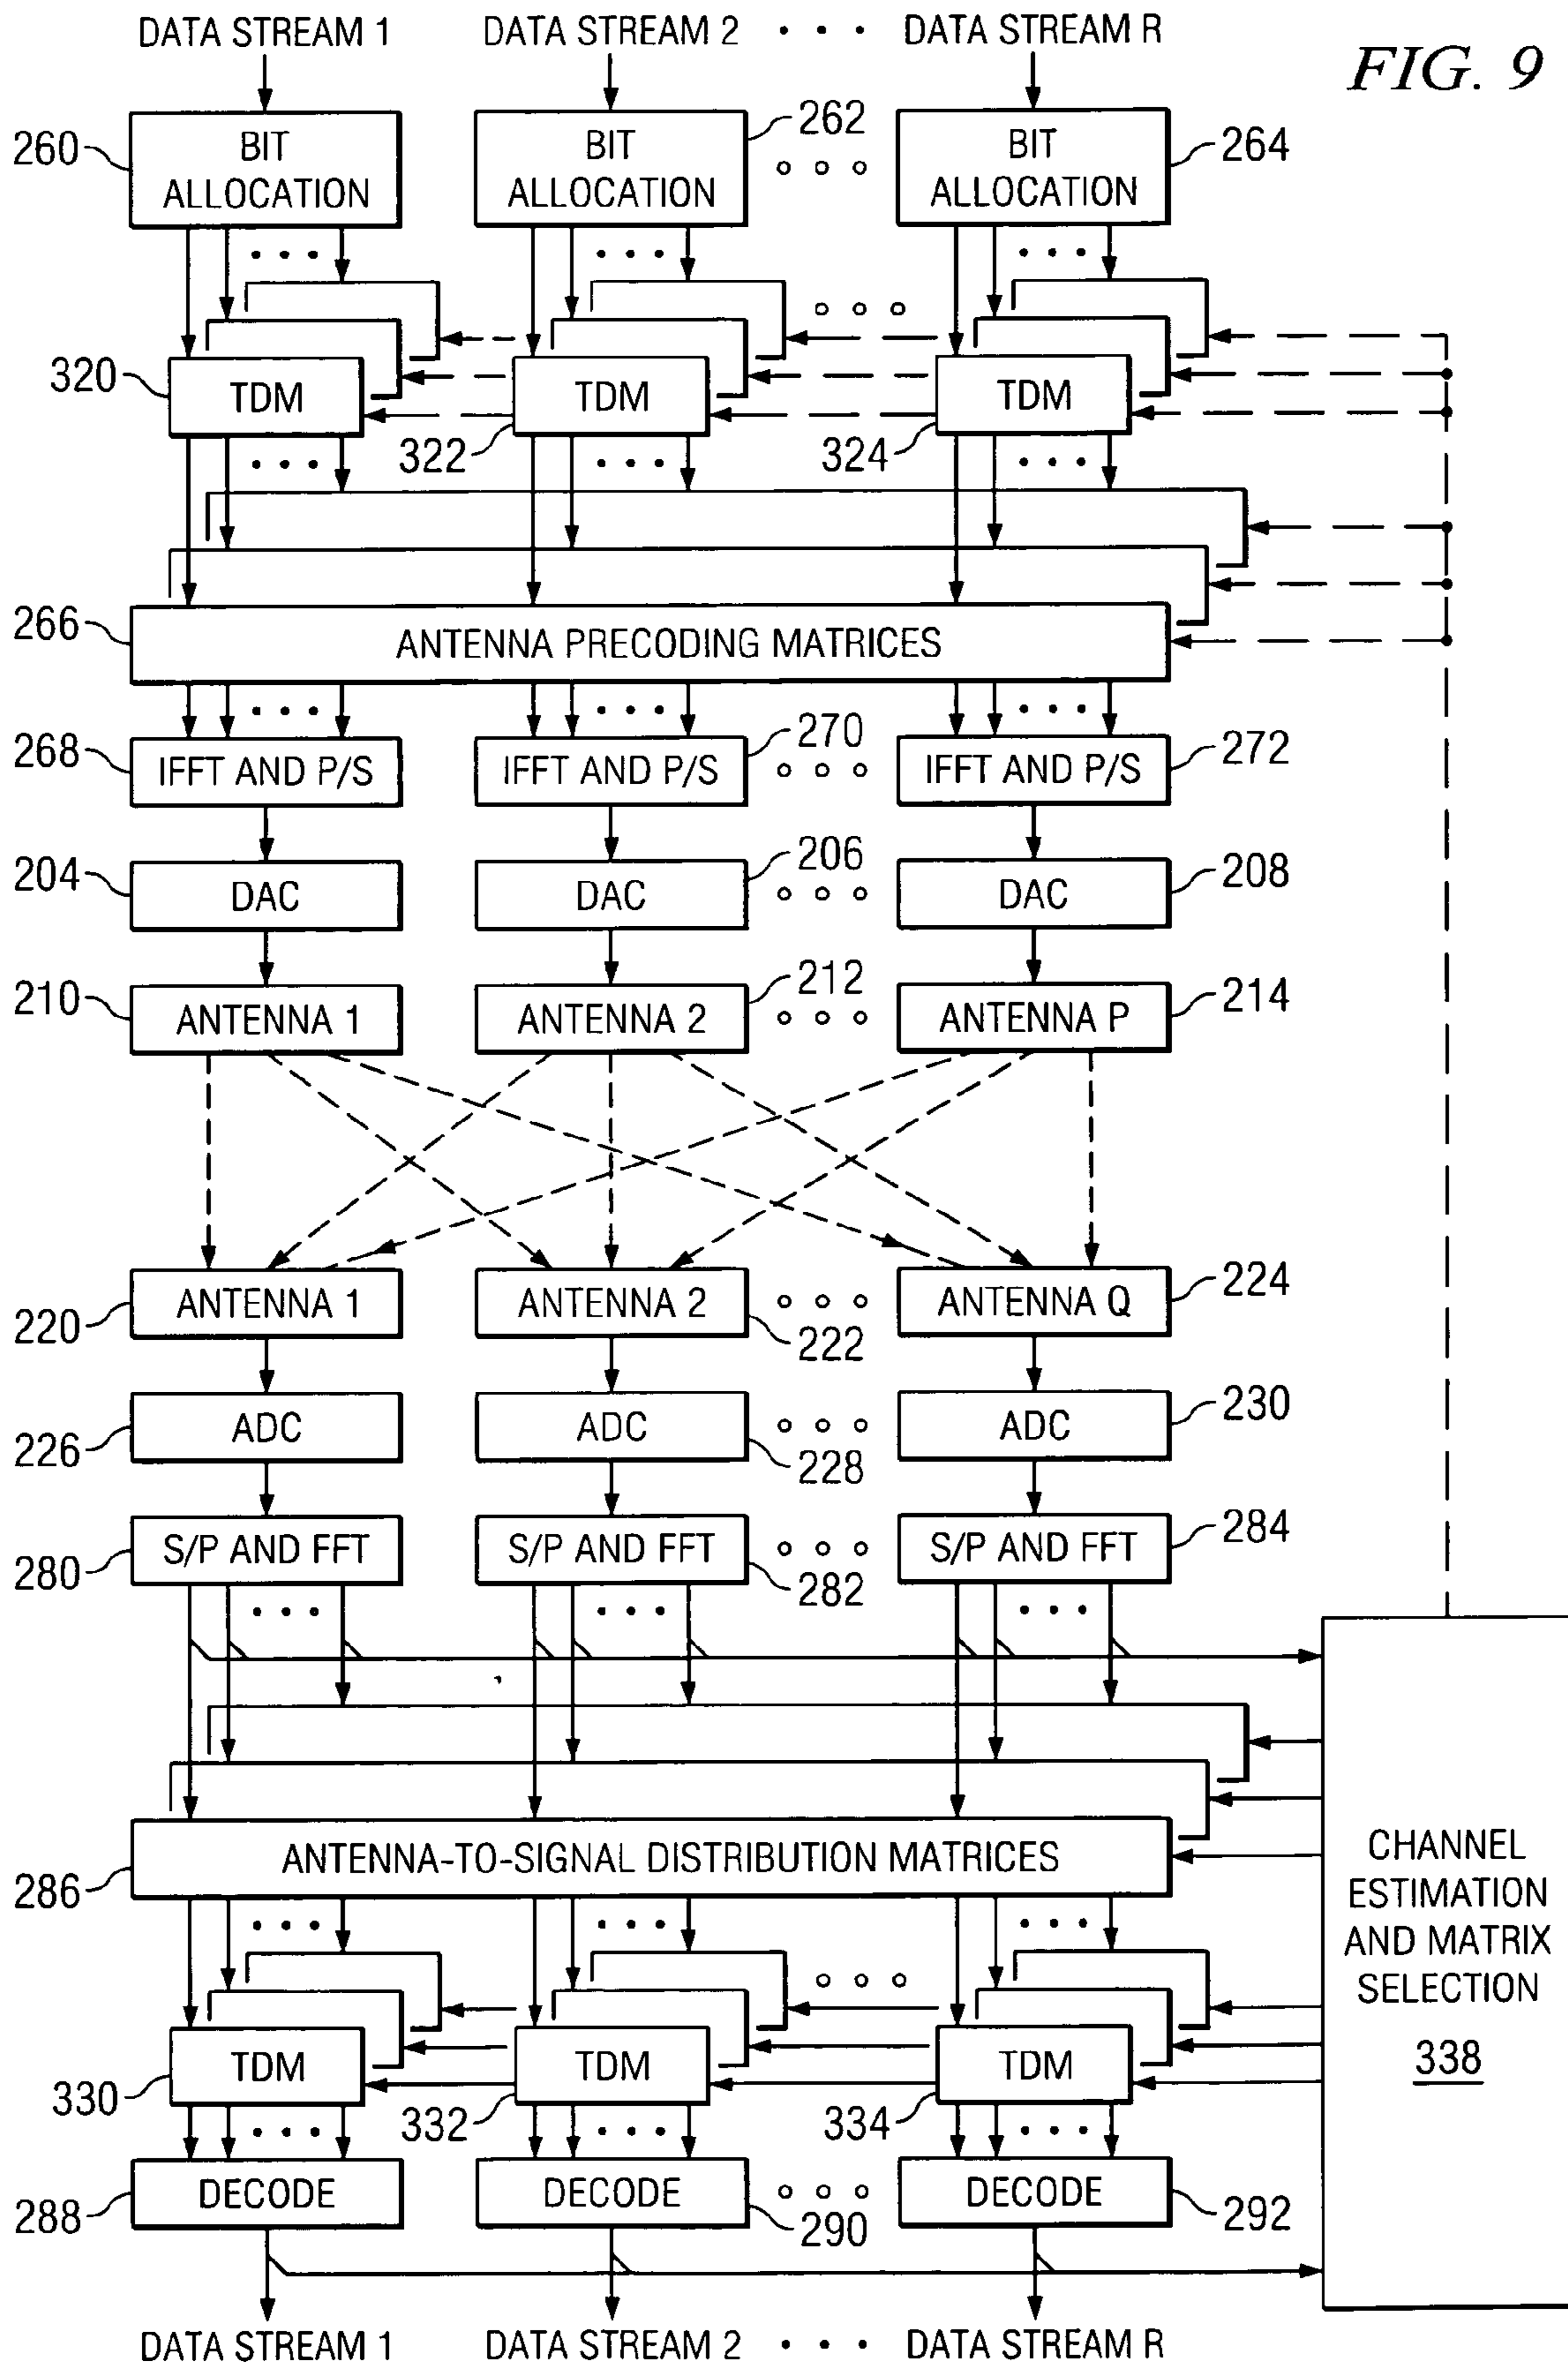 DATA STREAM 1 DATA STREAM 2 • • • DATA STREAM R
FIG. 9
260 BIT ALLOCATION BIT ALLOCATION 262 BIT ALLOCATION 264
320 TDM 322 TDM 324 TDM
266 ANTENNA PRECODING MATRICES
268 IFFT AND P/S IFFT AND P/S 270 IFFT AND P/S 272
204 DAC DAC 206 DAC 208
210 ANTENNA 1 ANTENNA 2 212 ANTENNA P 214
220 ANTENNA 1 ANTENNA 2 222 ANTENNA Q 224
226 ADC ADC 228 ADC 230
280 S/P AND FFT S/P AND FFT 282 S/P AND FFT 284
286 ANTENNA-TO-SIGNAL DISTRIBUTION MATRICES
CHANNEL
ESTIMATION
AND MATRIX
SELECTION
338
330 TDM 332 TDM 334 TDM
288 DECODE DECODE 290 DECODE 292
DATA STREAM 1 DATA STREAM 2 • • • DATA STREAM R